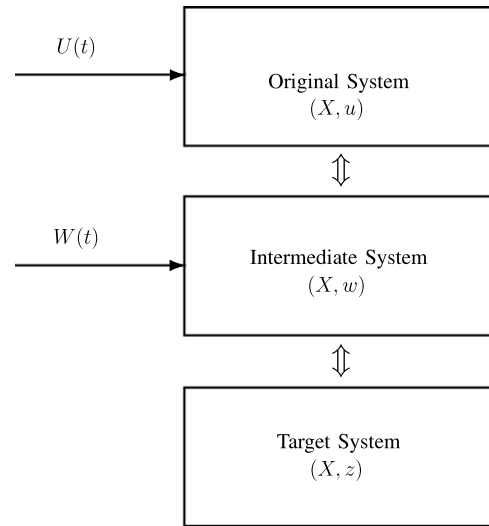 U(t)
Original System
(X, u)
⇕
W(t)
Intermediate System
(X, w)
⇕
Target System
(X, z)